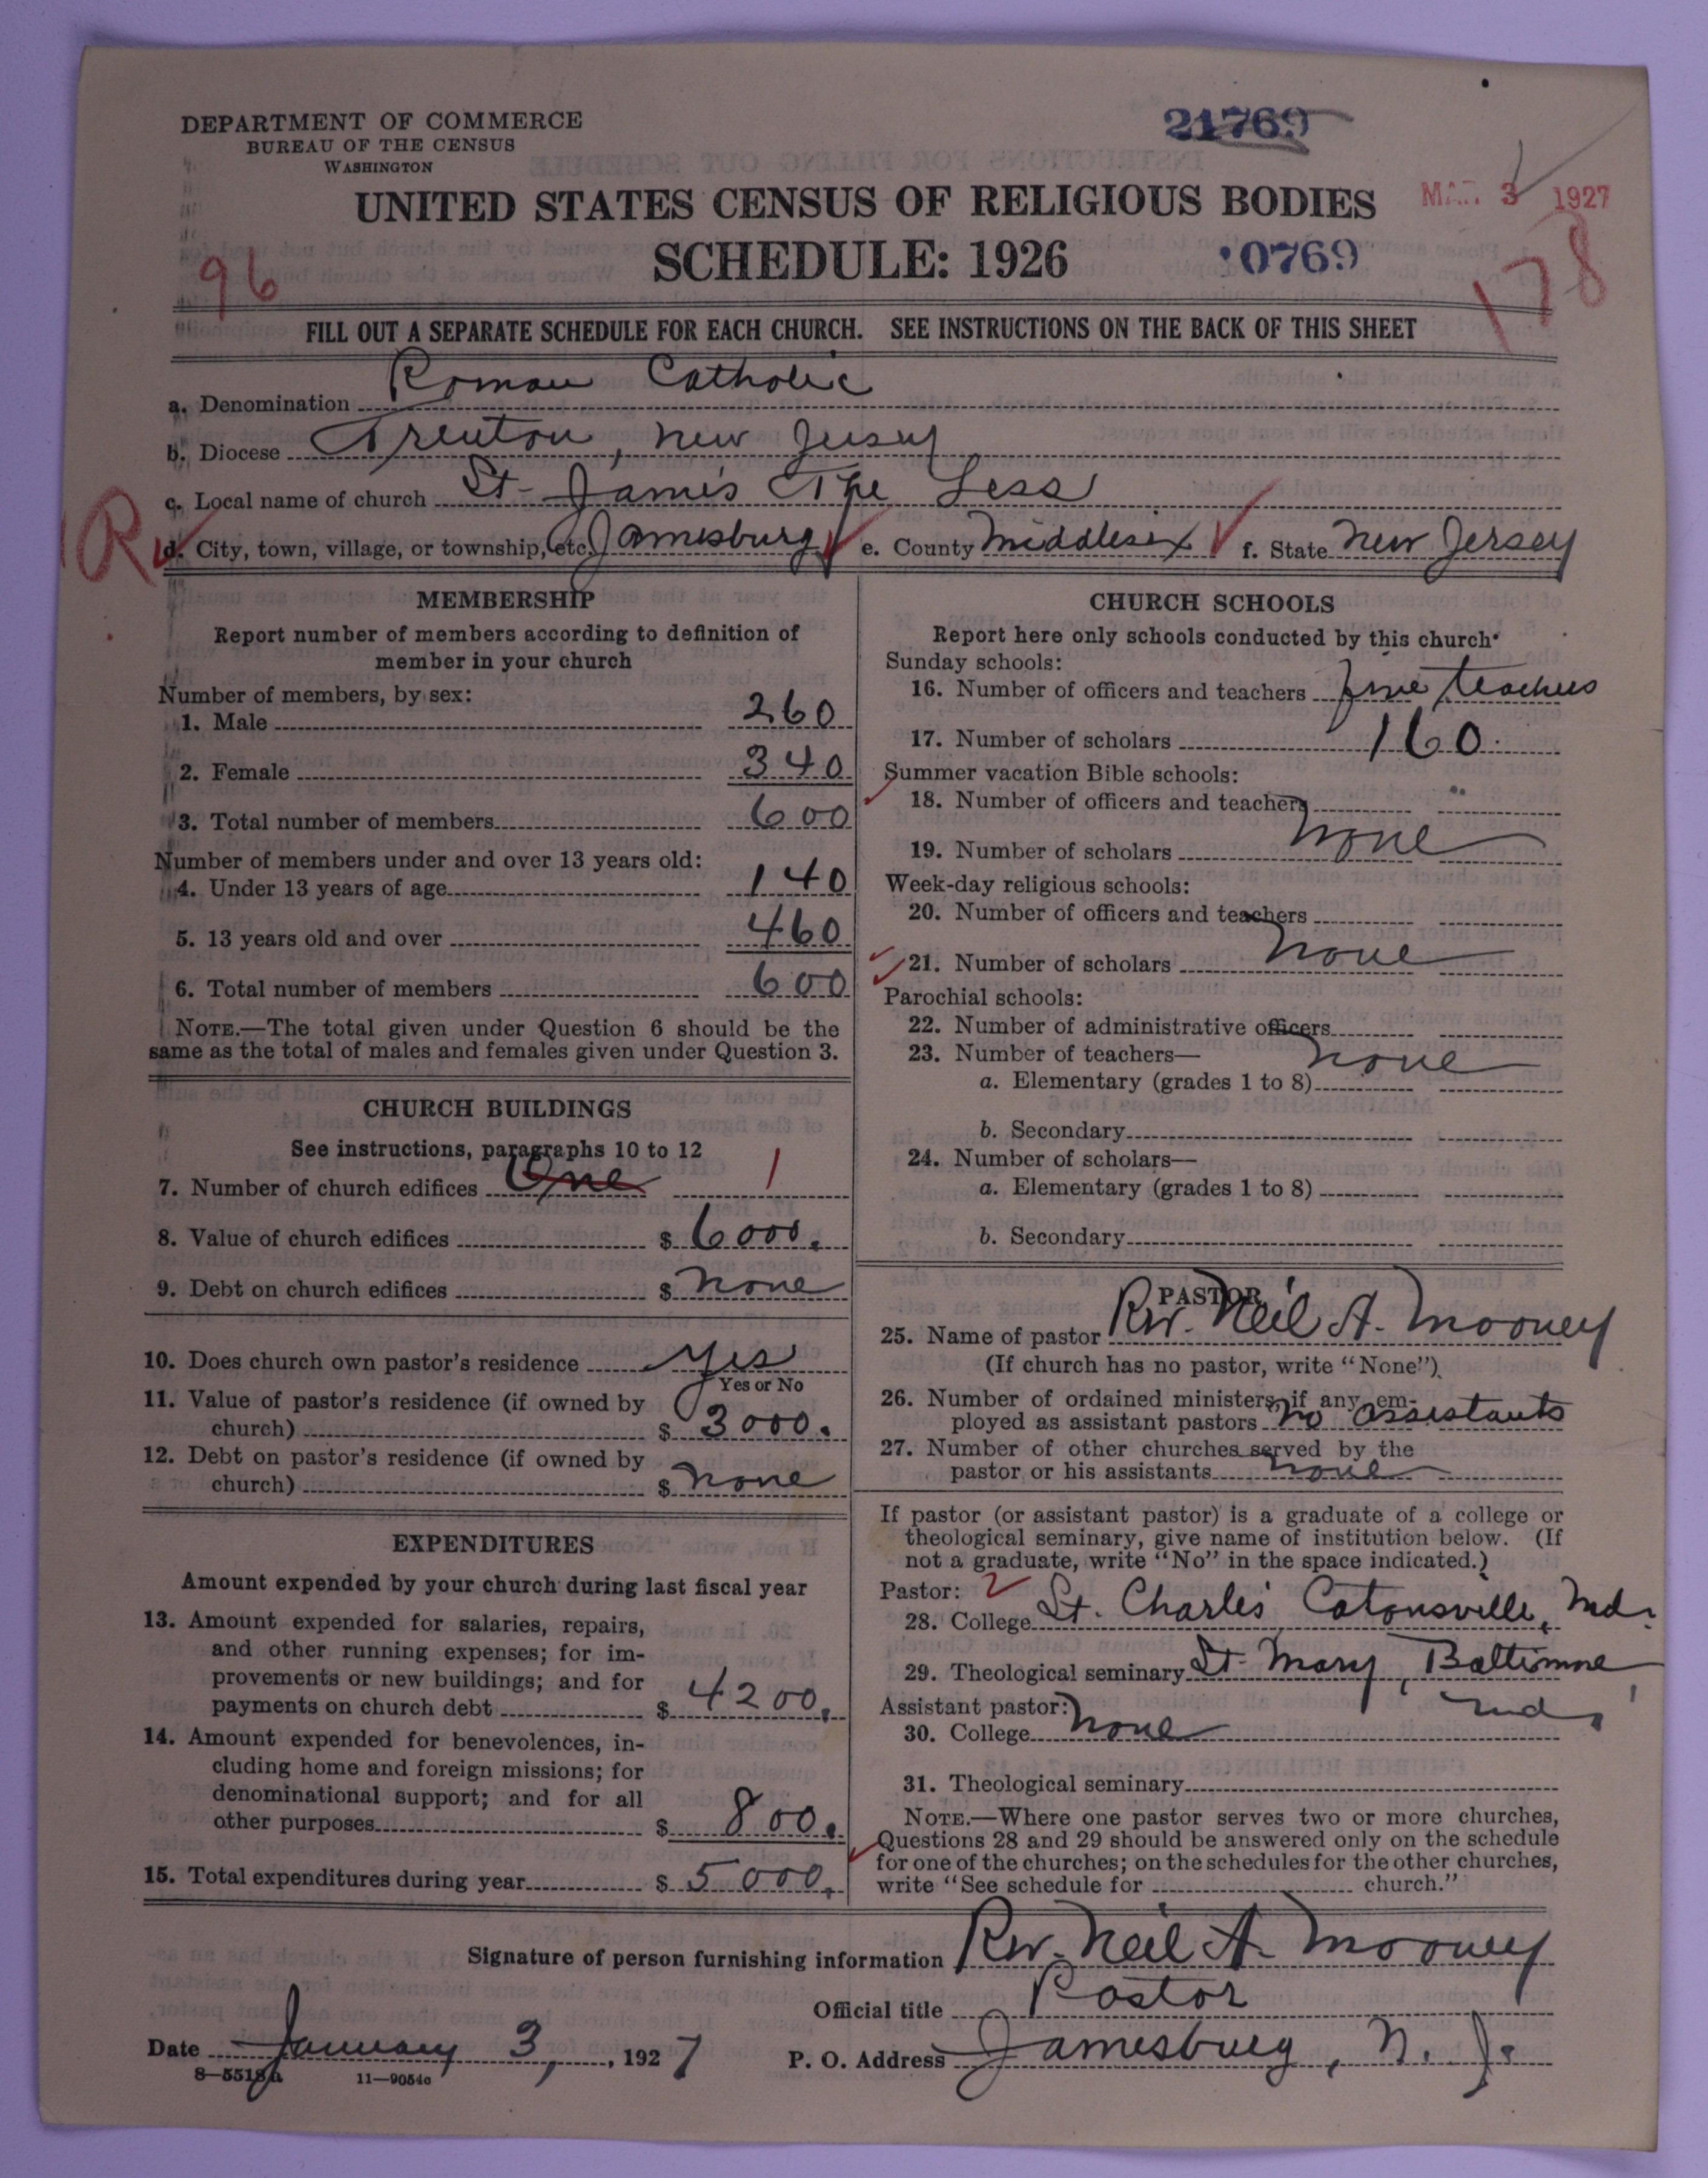 DEPARTMENT OF COMMERCE
BUREAU OF THE CENSUS
WASHINGTON
21769
UNITED STATES CENSUS OF RELIGIOUS BODIES
MAR 3 1927
SCHEDULE: 1926
0769
96
178
FILL OUT A SEPARATE SCHEDULE FOR EACH CHURCH. SEE INSTRUCTIONS ON THE BACK OF THIS SHEET
a. Denomination Roman Catholic
b. Diocese Trenton, New Jersey
c. Local name of church St. James The Less
R
d. City, town, village, or township, etc. Jamesburg e. County Middlesex f. State New Jersey
MEMBERSHIP
Report number of members according to definition of
member in your church
Number of members, by sex:
1. Male 260
2. Female 340
3. Total number of members 600
Number of members under and over 13 years old:
4. Under 13 years of age 140
5. 13 years old and over 460
6. Total number of members 600
NOTE.—The total given under Question 6 should be the
same as the total of males and females given under Question 3.
CHURCH BUILDINGS
See instructions, paragraphs 10 to 12
7. Number of church edifices One 1
8. Value of church edifices $ 6000.
9. Debt on church edifices $ None
10. Does church own pastor's residence Yes
Yes or No
11. Value of pastor's residence (if owned by
church) $ 3000.
12. Debt on pastor's residence (if owned by
church) $ None
EXPENDITURES
Amount expended by your church during last fiscal year
13. Amount expended for salaries, repairs,
and other running expenses; for im-
provements or new buildings; and for
payments on church debt $ 4200.
14. Amount expended for benevolences, in-
cluding home and foreign missions; for
denominational support; and for all
other purposes $ 800.
15. Total expenditures during year $ 5000.
CHURCH SCHOOLS
Report here only schools conducted by this church
Sunday schools:
16. Number of officers and teachers five teachers
17. Number of scholars 160.
Summer vacation Bible schools:
18. Number of officers and teachers
19. Number of scholars None
Week-day religious schools:
20. Number of officers and teachers
21. Number of scholars None
Parochial schools:
22. Number of administrative officers
23. Number of teachers— None
a. Elementary (grades 1 to 8)
b. Secondary
24. Number of scholars—
a. Elementary (grades 1 to 8)
b. Secondary
PASTOR
25. Name of pastor Rev. Neil A. Mooney
(If church has no pastor, write "None")
26. Number of ordained ministers, if any, em-
ployed as assistant pastors No assistants
27. Number of other churches served by the
pastor or his assistants None
If pastor (or assistant pastor) is a graduate of a college or
theological seminary, give name of institution below. (If
not a graduate, write "No" in the space indicated.)
Pastor:
28. College St. Charles' Catonsville, Md.
29. Theological seminary St. Mary, Baltimore
Md.
Assistant pastor:
30. College None
31. Theological seminary
NOTE.—Where one pastor serves two or more churches,
Questions 28 and 29 should be answered only on the schedule
for one of the churches; on the schedules for the other churches,
write "See schedule for church."
Signature of person furnishing information Rev. Neil A. Mooney
Official title Pastor
Date January 3, 1927 P. O. Address Jamesburg, N. J.
8—5518a 11—9054c